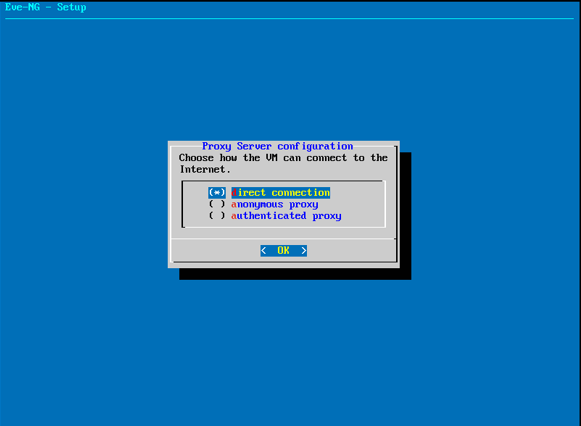 Eve-NG - Setup
Proxy Server configuration
Choose how the VM can connect to the
Internet.
(*) direct connection
( ) anonymous proxy
( ) authenticated proxy
< OK >